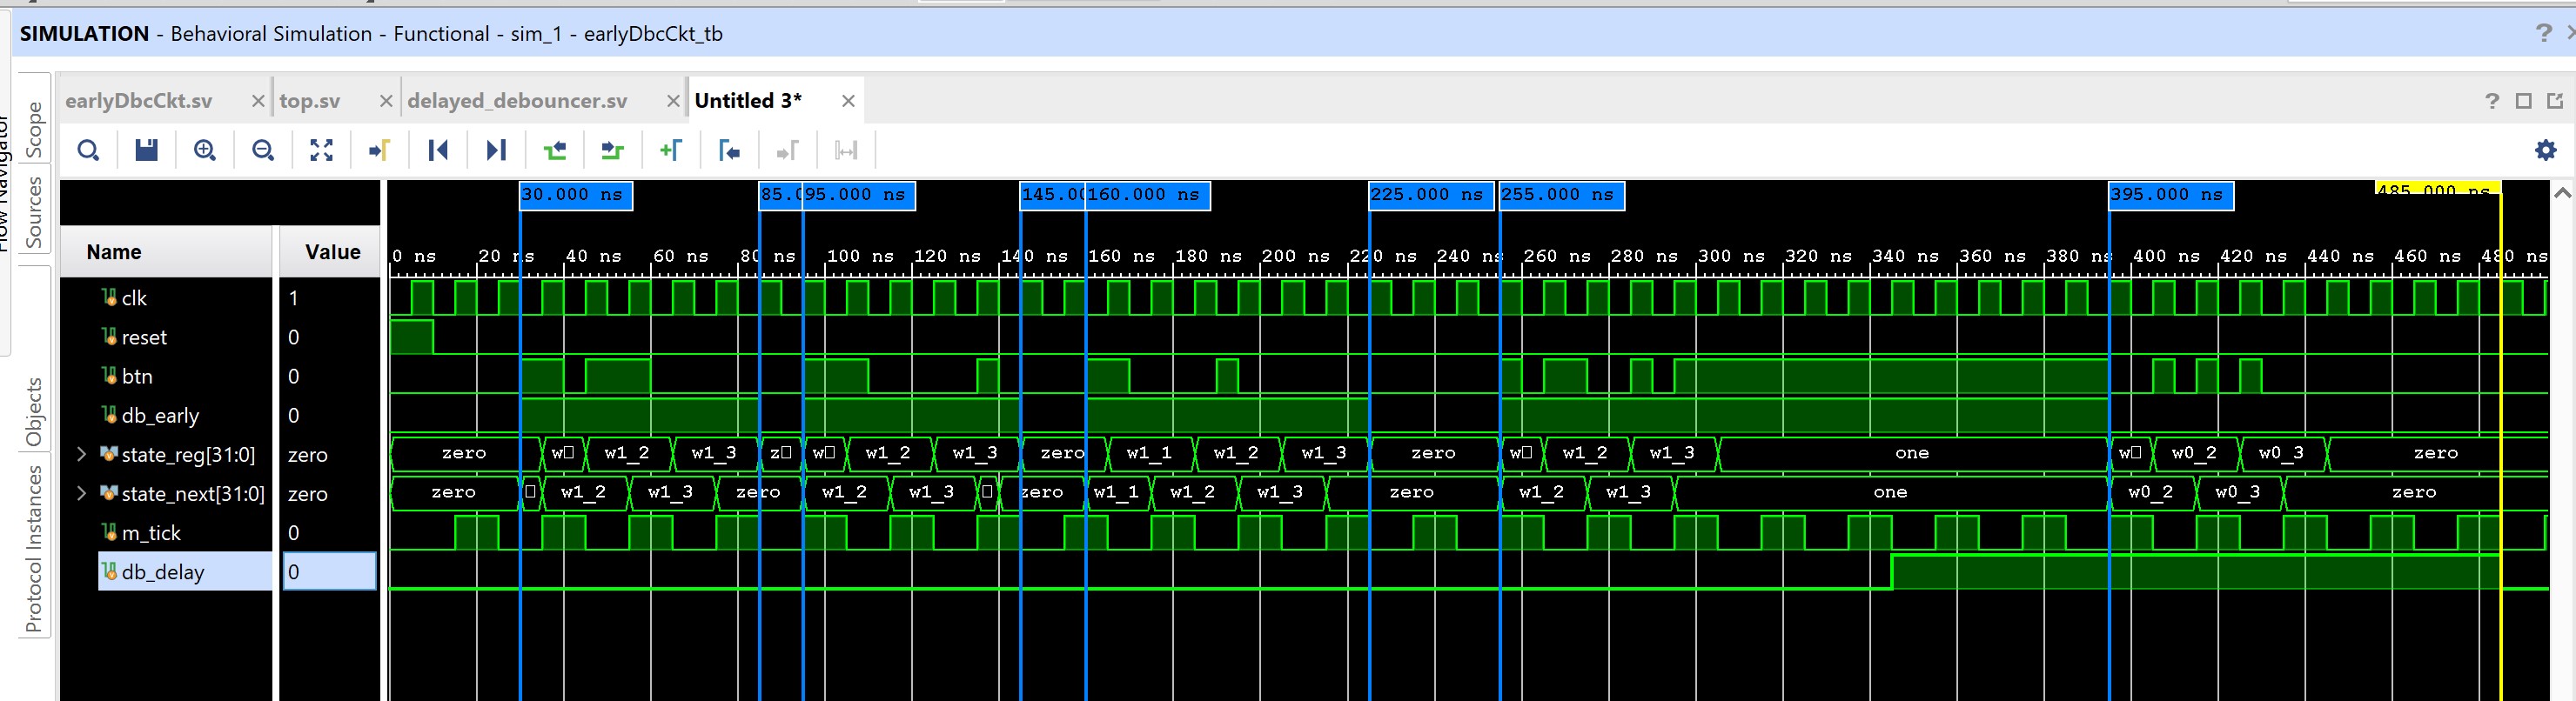 SIMULATION - Behavioral Simulation - Functional - sim_1 - earlyDbcCkt_tb ?
earlyDbcCkt.sv top.sv delayed_debouncer.sv Untitled 3* ?
Scope
Sources
Objects
Protocol Instances
30.000 ns 85.0 95.000 ns 145.00 160.000 ns 225.000 ns 255.000 ns 395.000 ns 485.000 ns
Name Value
0 ns 20 ns 40 ns 60 ns 80 ns 100 ns 120 ns 140 ns 160 ns 180 ns 200 ns 220 ns 240 ns 260 ns 280 ns 300 ns 320 ns 340 ns 360 ns 380 ns 400 ns 420 ns 440 ns 460 ns 480 ns
clk 1
reset 0
btn 0
db_early 0
state_reg[31:0] zero zero w w1_2 w1_3 z w w1_2 w1_3 zero w1_1 w1_2 w1_3 zero w w1_2 w1_3 one w w0_2 w0_3 zero
state_next[31:0] zero zero w1_2 w1_3 zero w1_2 w1_3 zero w1_1 w1_2 w1_3 zero w1_2 w1_3 one w0_2 w0_3 zero
m_tick 0
db_delay 0